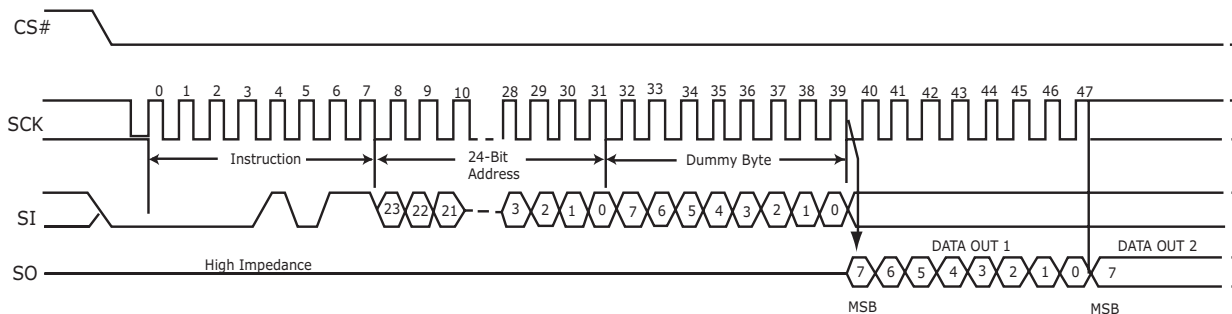 CS#
0 1 2 3 4 5 6 7 8 9 10 28 29 30 31 32 33 34 35 36 37 38 39 40 41 42 43 44 45 46 47
SCK
Instruction
24-Bit
Address
Dummy Byte
SI
23 22 21 3 2 1 0 7 6 5 4 3 2 1 0
DATA OUT 1
DATA OUT 2
SO
High Impedance
7 6 5 4 3 2 1 0 7
MSB
MSB